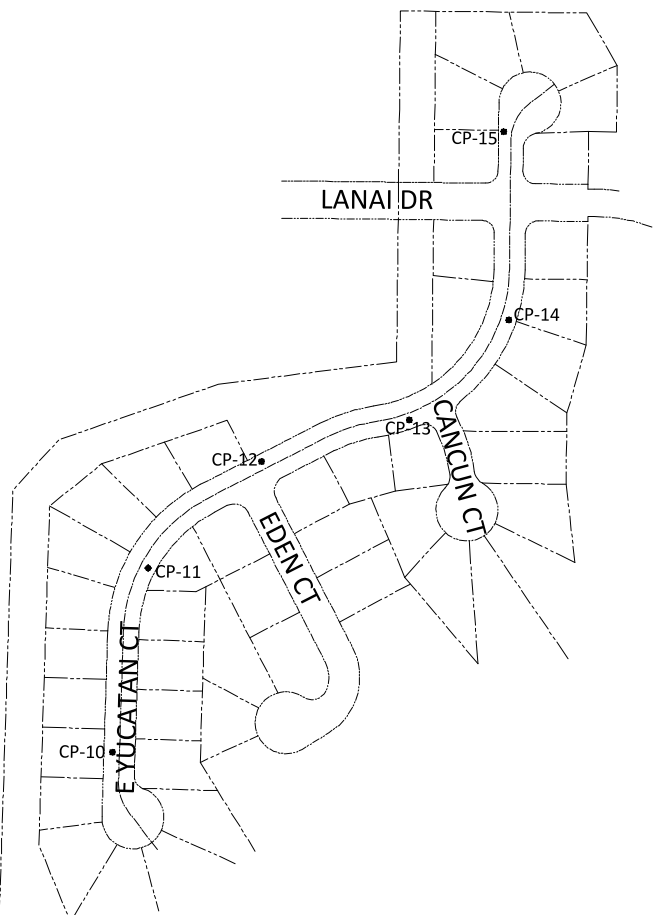 CP-15
LANAI DR
CP-14
CANCUN CT
CP-13
CP-12
EDEN CT
CP-11
E YUCATAN CT
CP-10